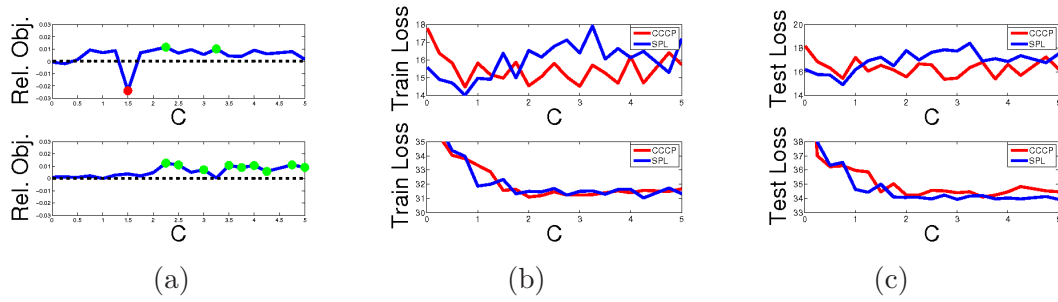 Rel. Obj.
0.03
0.02
0.01
0
-0.01
-0.02
-0.03
0 0.5 1 1.5 2 2.5 3 3.5 4 4.5 5
C
Train Loss
18
17
16
15
14
0 1 2 3 4 5
C
CCCP
SPL
Test Loss
20
18
16
14
0 1 2 3 4 5
C
CCCP
SPL
Rel. Obj.
0.03
0.02
0.01
0
-0.01
-0.02
-0.03
0 0.5 1 1.5 2 2.5 3 3.5 4 4.5 5
C
Train Loss
35
34
33
32
31
30
0 1 2 3 4 5
C
CCCP
SPL
Test Loss
38
37
36
35
34
33
0 1 2 3 4 5
C
CCCP
SPL
(a)
(b)
(c)